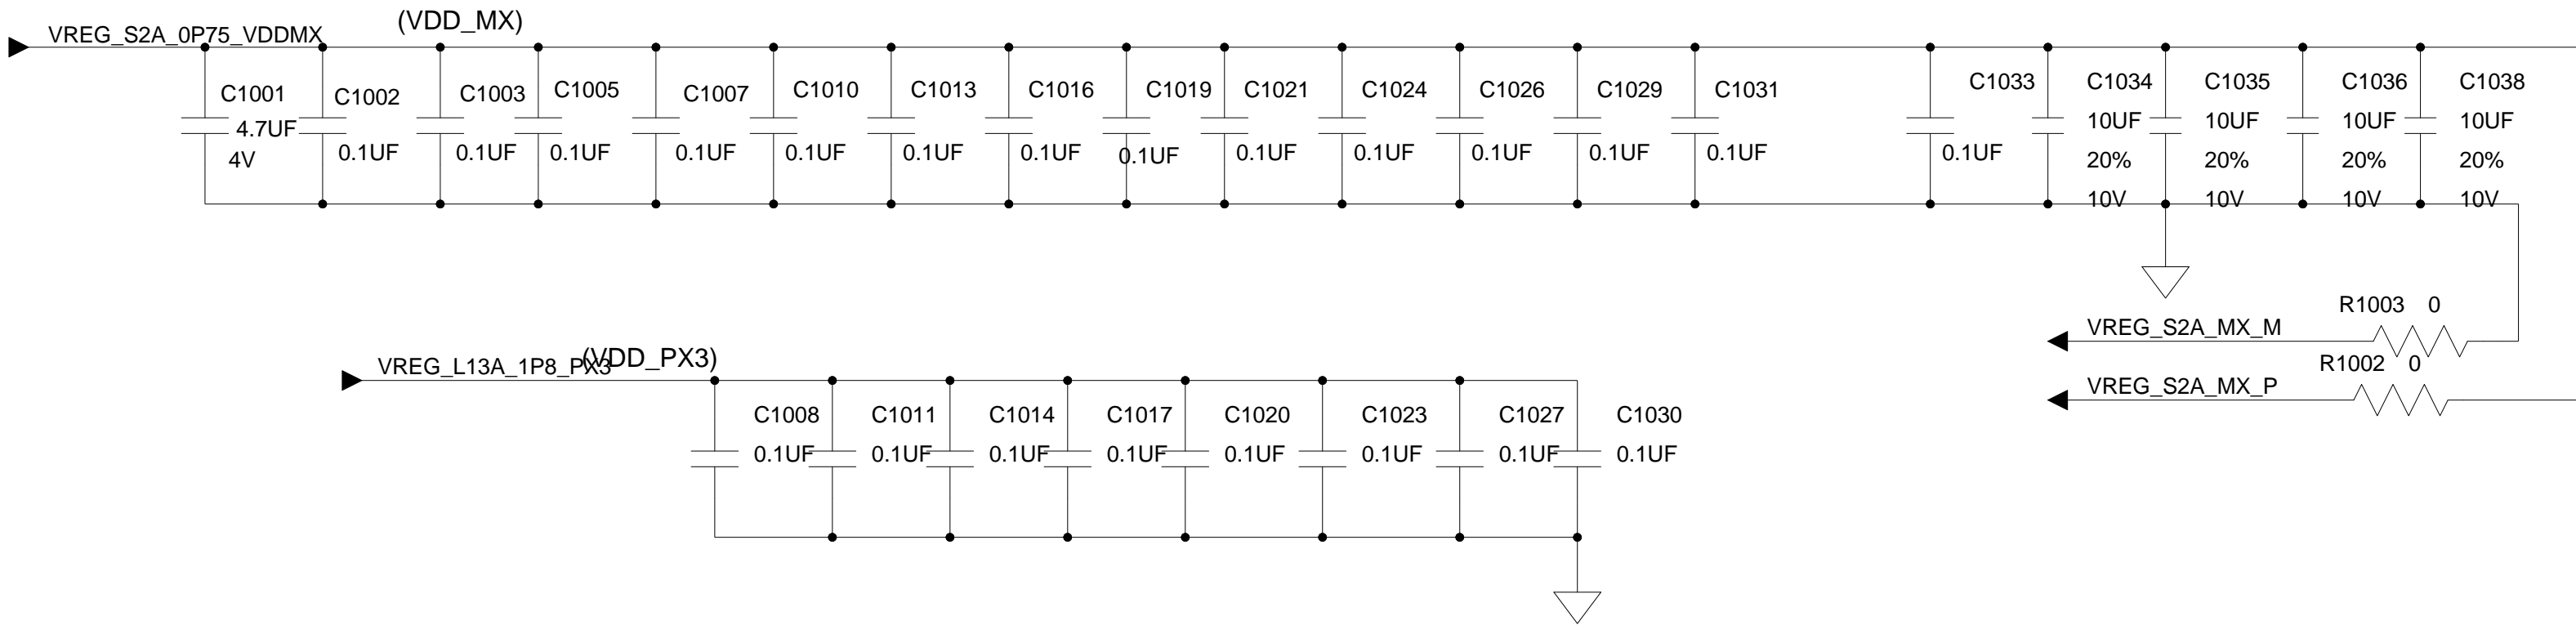 (VDD_MX)
VREG_S2A_0P75_VDDMX
C1001
4.7UF
4V
C1002
0.1UF
C1003
0.1UF
C1005
0.1UF
C1007
0.1UF
C1010
0.1UF
C1013
0.1UF
C1016
0.1UF
C1019
0.1UF
C1021
0.1UF
C1024
0.1UF
C1026
0.1UF
C1029
0.1UF
C1031
0.1UF
C1033
0.1UF
C1034
10UF
20%
10V
C1035
10UF
20%
10V
C1036
10UF
20%
10V
C1038
10UF
20%
10V
R1003 0
VREG_S2A_MX_M
R1002 0
VREG_S2A_MX_P
(VDD_PX3)
VREG_L13A_1P8_PX3
C1008
0.1UF
C1011
0.1UF
C1014
0.1UF
C1017
0.1UF
C1020
0.1UF
C1023
0.1UF
C1027
0.1UF
C1030
0.1UF